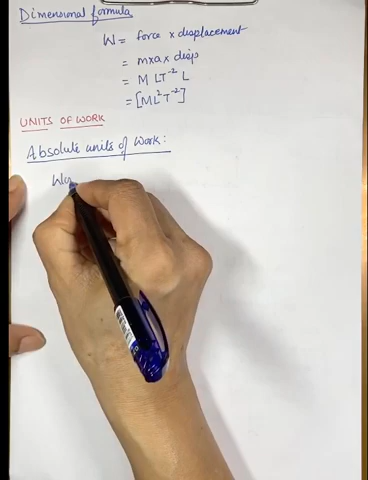 Dimensional formula
W = force × displacement
= m×a× disp
= M LT⁻² L
= [ML²T⁻²]
UNITS OF WORK
Absolute units of Work: